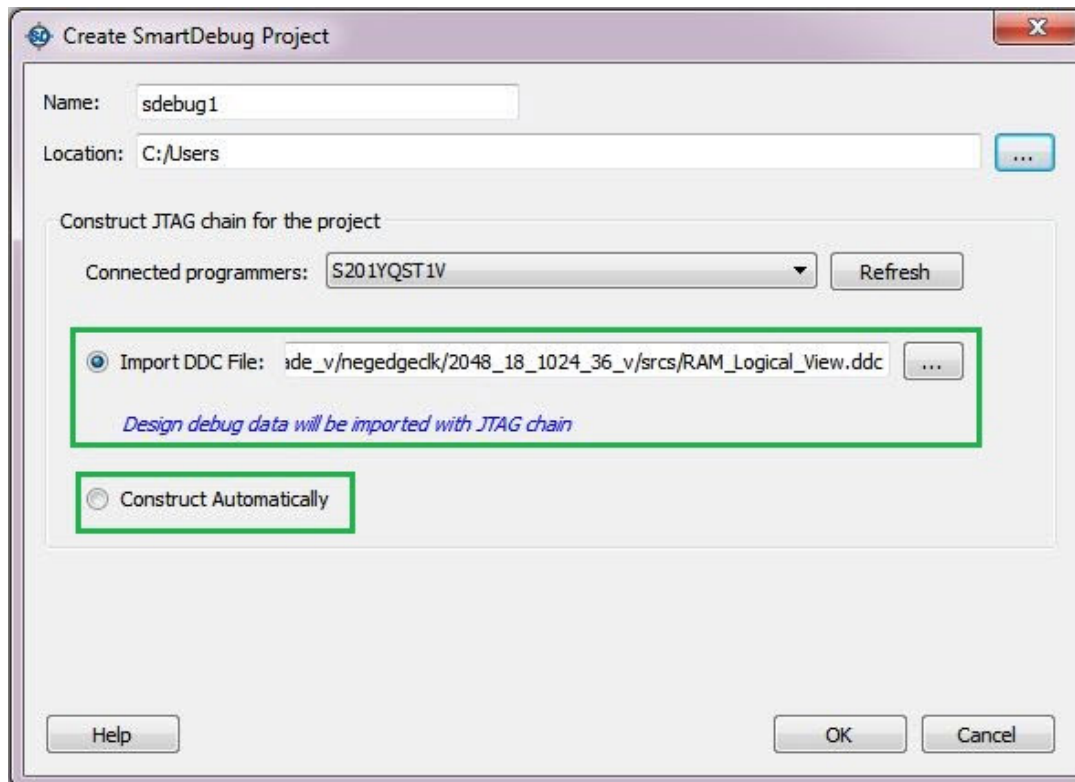 Create SmartDebug Project
Name: sdebug1
Location: C:/Users ...
Construct JTAG chain for the project
Connected programmers: S201YQST1V Refresh
Import DDC File: ade_v/negedgeclk/2048_18_1024_36_v/srcs/RAM_Logical_View.ddc ...
Design debug data will be imported with JTAG chain
Construct Automatically
Help OK Cancel